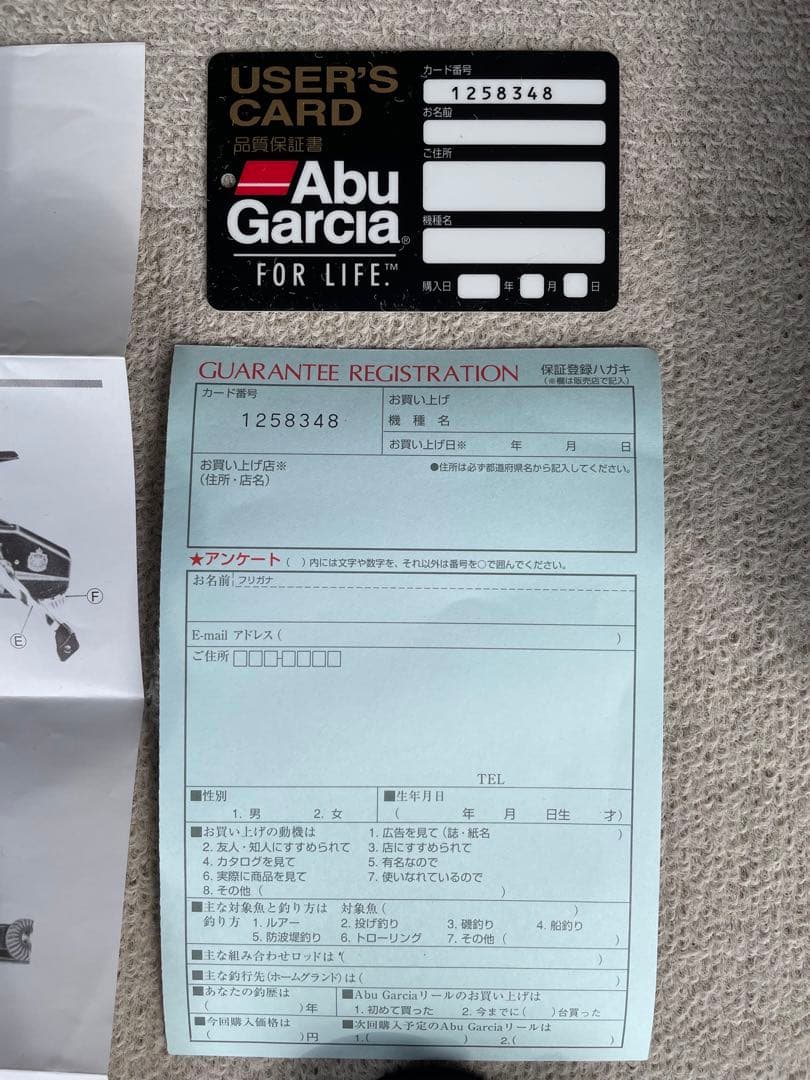 USER'S
CARD
品質保証書
Abu
Garcia®
FOR LIFE.™
カード番号
1258348
お名前
ご住所
機種名
購入日 年 月 日
GUARANTEE REGISTRATION 保証登録ハガキ
(※欄は販売店で記入)
カード番号
1258348
お買い上げ
機種名
お買い上げ日※ 年 月 日
お買い上げ店※
(住所・店名)
●住所は必ず都道府県名から記入してください。
★アンケート ( )内には文字や数字を、それ以外は番号を○で囲んでください。
お名前 フリガナ
E-mail アドレス( )
ご住所 □□□-□□□□
TEL
■性別
1. 男 2. 女
■生年月日
( 年 月 日生 才)
■お買い上げの動機は 1. 広告を見て (誌・紙名 )
2. 友人・知人にすすめられて 3. 店にすすめられて
4. カタログを見て 5. 有名なので
6. 実際に商品を見て 7. 使いなれているので
8. その他 ( )
■主な対象魚と釣り方は 対象魚( )
釣り方 1. ルアー 2. 投げ釣り 3. 磯釣り 4. 船釣り
5. 防波堤釣り 6. トローリング 7. その他 ( )
■主な組み合わせロッドは ( )
■主な釣行先(ホームグランド)は( )
■あなたの釣歴は
( )年
■Abu Garciaリールのお買い上げは
1. 初めて買った 2. 今までに( )台買った
■今回購入価格は
( )円
■次回購入予定のAbu Garciaリールは
1.( ) 2.( )
F
E